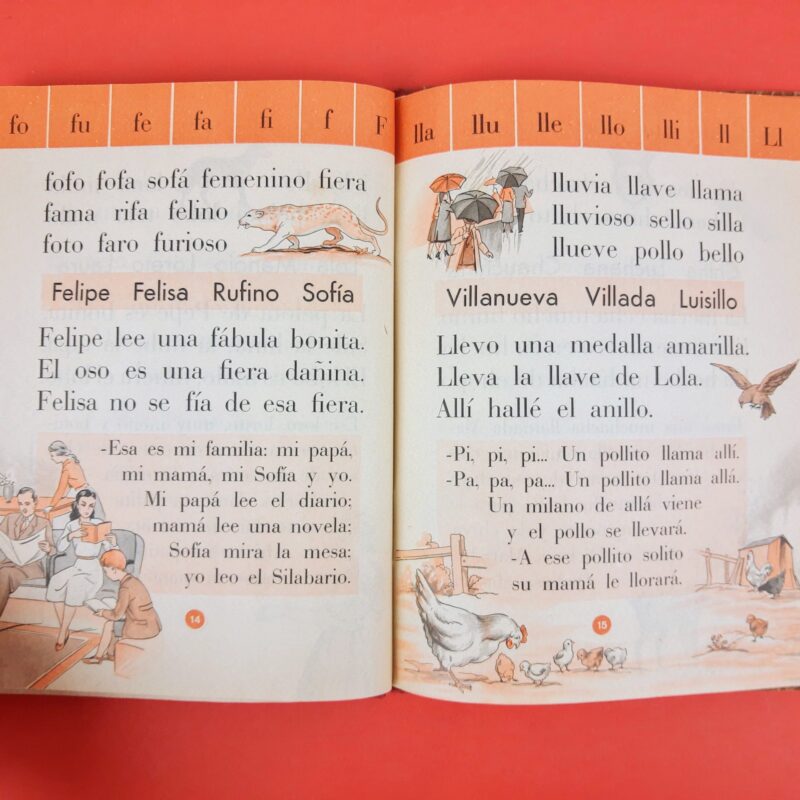 fo fu fe fa fi f F
fofo fofa sofá femenino fiera
fama rifa felino
foto faro furioso
Felipe Felisa Rufino Sofía
Felipe lee una fábula bonita.
El oso es una fiera dañina.
Felisa no se fía de esa fiera.
-Esa es mi familia: mi papá,
mi mamá, mi Sofía y yo.
Mi papá lee el diario;
mamá lee una novela;
Sofía mira la mesa;
yo leo el Silabario.
14
lla llu lle llo lli ll Ll
lluvia llave llama
lluvioso sello silla
llueve pollo bello
Villanueva Villada Luisillo
Llevo una medalla amarilla.
Lleva la llave de Lola.
Allí hallé el anillo.
-Pi, pi, pi... Un pollito llama allí.
-Pa, pa, pa... Un pollito llama allá.
Un milano de allá viene
y el pollo se llevará.
-A ese pollito solito
su mamá le llorará.
15